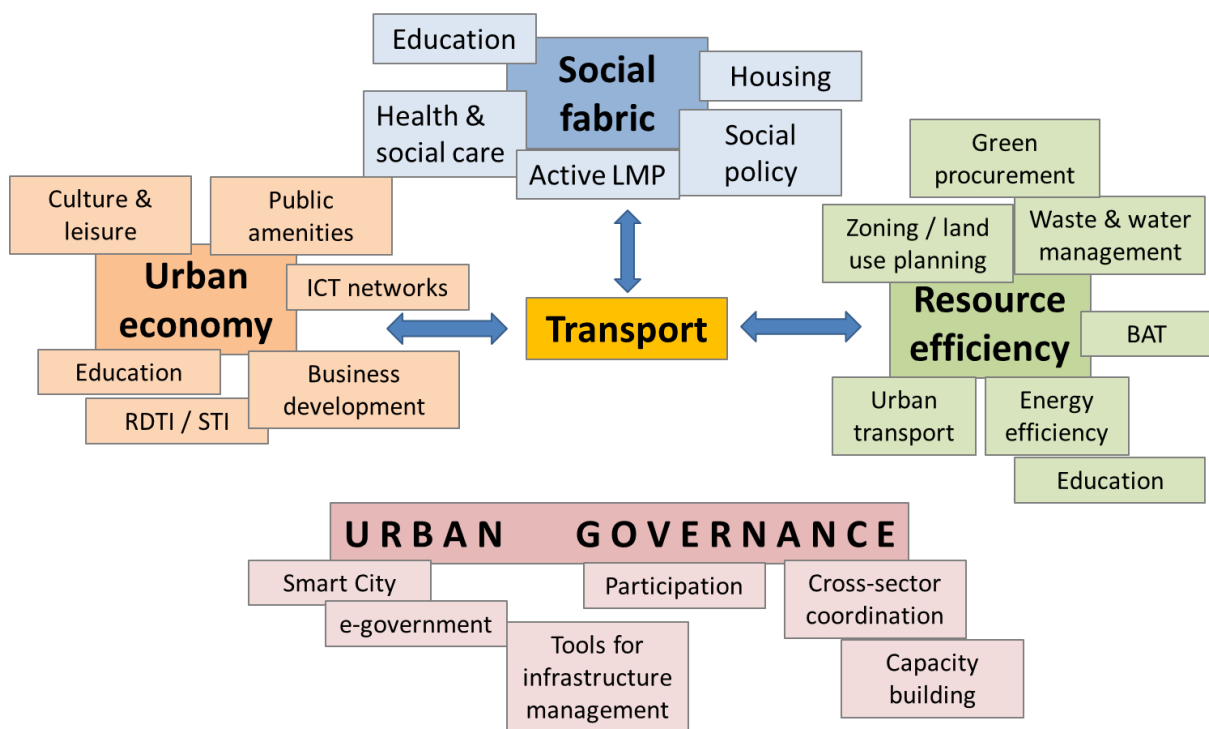 Education
Social
fabric
Housing
Health &
social care
Social
policy
Active LMP
Culture &
leisure
Public
amenities
Urban
economy
ICT networks
Education
Business
development
RDTI / STI
Transport
Green
procurement
Zoning / land
use planning
Waste & water
management
Resource
efficiency
BAT
Urban
transport
Energy
efficiency
Education
URBAN GOVERNANCE
Smart City
e-government
Participation
Tools for
infrastructure
management
Cross-sector
coordination
Capacity
building